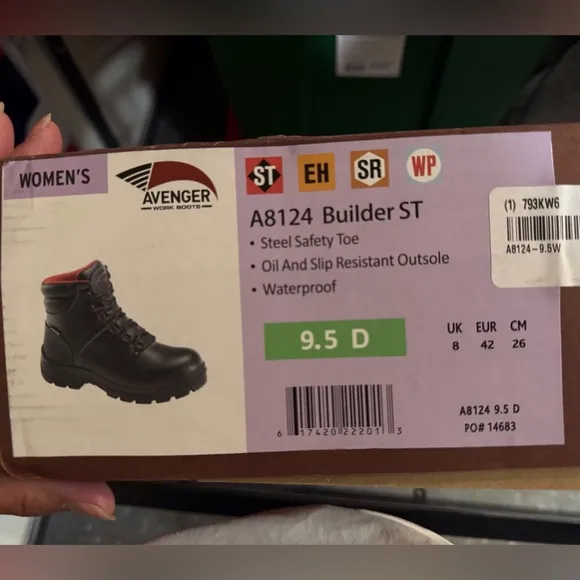 WOMEN'S
AVENGER
WORK BOOTS
ST
EH
SR
WP
A8124 Builder ST
• Steel Safety Toe
• Oil And Slip Resistant Outsole
• Waterproof
(1) 793KW6
A8124-9.5W
9.5 D
UK EUR CM
8 42 26
6 17420 22201 3
A8124 9.5 D
PO# 14683